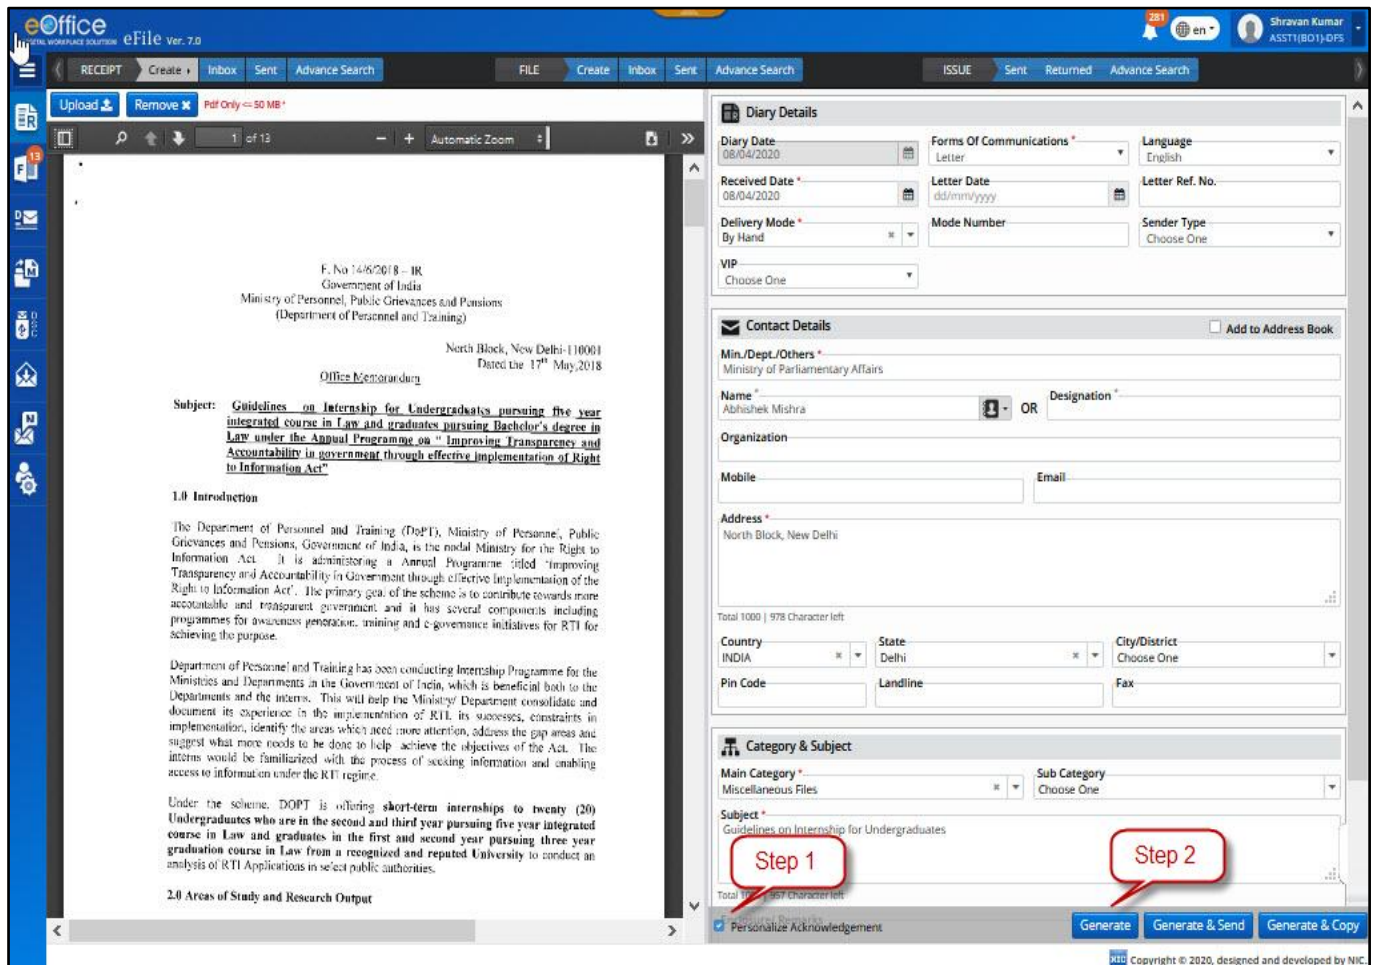 eOffice
DIGITAL WORKPLACE SOLUTION
eFile Ver. 7.0
281
en
Shravan Kumar
ASST1(BO1)-DFS
RECEIPT Create Inbox Sent Advance Search FILE Create Inbox Sent Advance Search ISSUE Sent Returned Advance Search
Upload Remove Pdf Only <= 50 MB*
1 of 13 Automatic Zoom
13
F. No 14/6/2018 – IR
Government of India
Ministry of Personnel, Public Grievances and Pensions
(Department of Personnel and Training)
North Block, New Delhi-110001
Dated the 17th May,2018
Office Memorandum
Subject: Guidelines on Internship for Undergraduates pursuing five year
integrated course in Law and graduates pursuing Bachelor's degree in
Law under the Annual Programme on " Improving Transparency and
Accountability in government through effective implementation of Right
to Information Act"
1.0 Introduction
The Department of Personnel and Training (DoPT), Ministry of Personnel, Public
Grievances and Pensions, Government of India, is the nodal Ministry for the Right to
Information Act. It is administering a Annual Programme titled 'Improving
Transparency and Accountability in Government through effective Implementation of the
Right to Information Act'. The primary goal of the scheme is to contribute towards more
accountable and transparent government and it has several components including
programmes for awareness generation, training and e-governance initiatives for RTI for
achieving the purpose.
Department of Personnel and Training has been conducting Internship Programme for the
Ministries and Departments in the Government of India, which is beneficial both to the
Departments and the interns. This will help the Ministry/ Department consolidate and
document its experience in the implementation of RTI, its successes, constraints in
implementation, identify the areas which need more attention, address the gap areas and
suggest what more needs to be done to help achieve the objectives of the Act. The
interns would be familiarized with the process of seeking information and enabling
access to information under the RTI regime.
Under the scheme, DOPT is offering short-term internships to twenty (20)
Undergraduates who are in the second and third year pursuing five year integrated
course in Law and graduates in the first and second year pursuing three year
graduation course in Law from a recognized and reputed University to conduct an
analysis of RTI Applications in select public authorities.
2.0 Areas of Study and Research Output
Diary Details
Diary Date Forms Of Communications * Language
08/04/2020 Letter English
Received Date * Letter Date Letter Ref. No.
08/04/2020 dd/mm/yyyy
Delivery Mode * Mode Number Sender Type
By Hand Choose One
VIP
Choose One
Contact Details Add to Address Book
Min./Dept./Others *
Ministry of Parliamentary Affairs
Name * Designation *
Abhishek Mishra OR
Organization
Mobile Email
Address *
North Block, New Delhi
Total 1000 | 978 Character left
Country State City/District
INDIA Delhi Choose One
Pin Code Landline Fax
Category & Subject
Main Category * Sub Category
Miscellaneous Files Choose One
Subject *
Guidelines on Internship for Undergraduates
Step 1 Step 2
Total 1000 | 957 Character left
Enclosure/ Remarks
Personalize Acknowledgement Generate Generate & Send Generate & Copy
NIC Copyright © 2020, designed and developed by NIC.